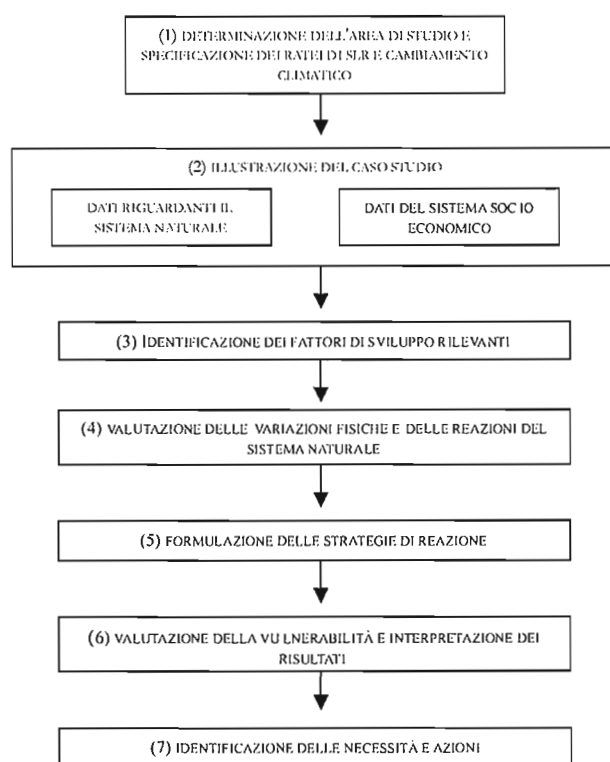 (1) DETERMINAZIONE DELL'AREA DI STUDIO E
SPECIFICAZIONE DEI RATEI DI SLR E CAMBIAMENTO
CLIMATICO
(2) ILLUSTRAZIONE DEL CASO STUDIO
DATI RIGUARDANTI IL
SISTEMA NATURALE
DATI DEL SISTEMA SOCIO
ECONOMICO
(3) IDENTIFICAZIONE DEI FATTORI DI SVILUPPO RILEVANTI
(4) VALUTAZIONE DELLE VARIAZIONI FISICHE E DELLE REAZIONI DEL
SISTEMA NATURALE
(5) FORMULAZIONE DELLE STRATEGIE DI REAZIONE
(6) VALUTAZIONE DELLA VULNERABILITÀ E INTERPRETAZIONE DEI
RISULTATI
(7) IDENTIFICAZIONE DELLE NECESSITÀ E AZIONI